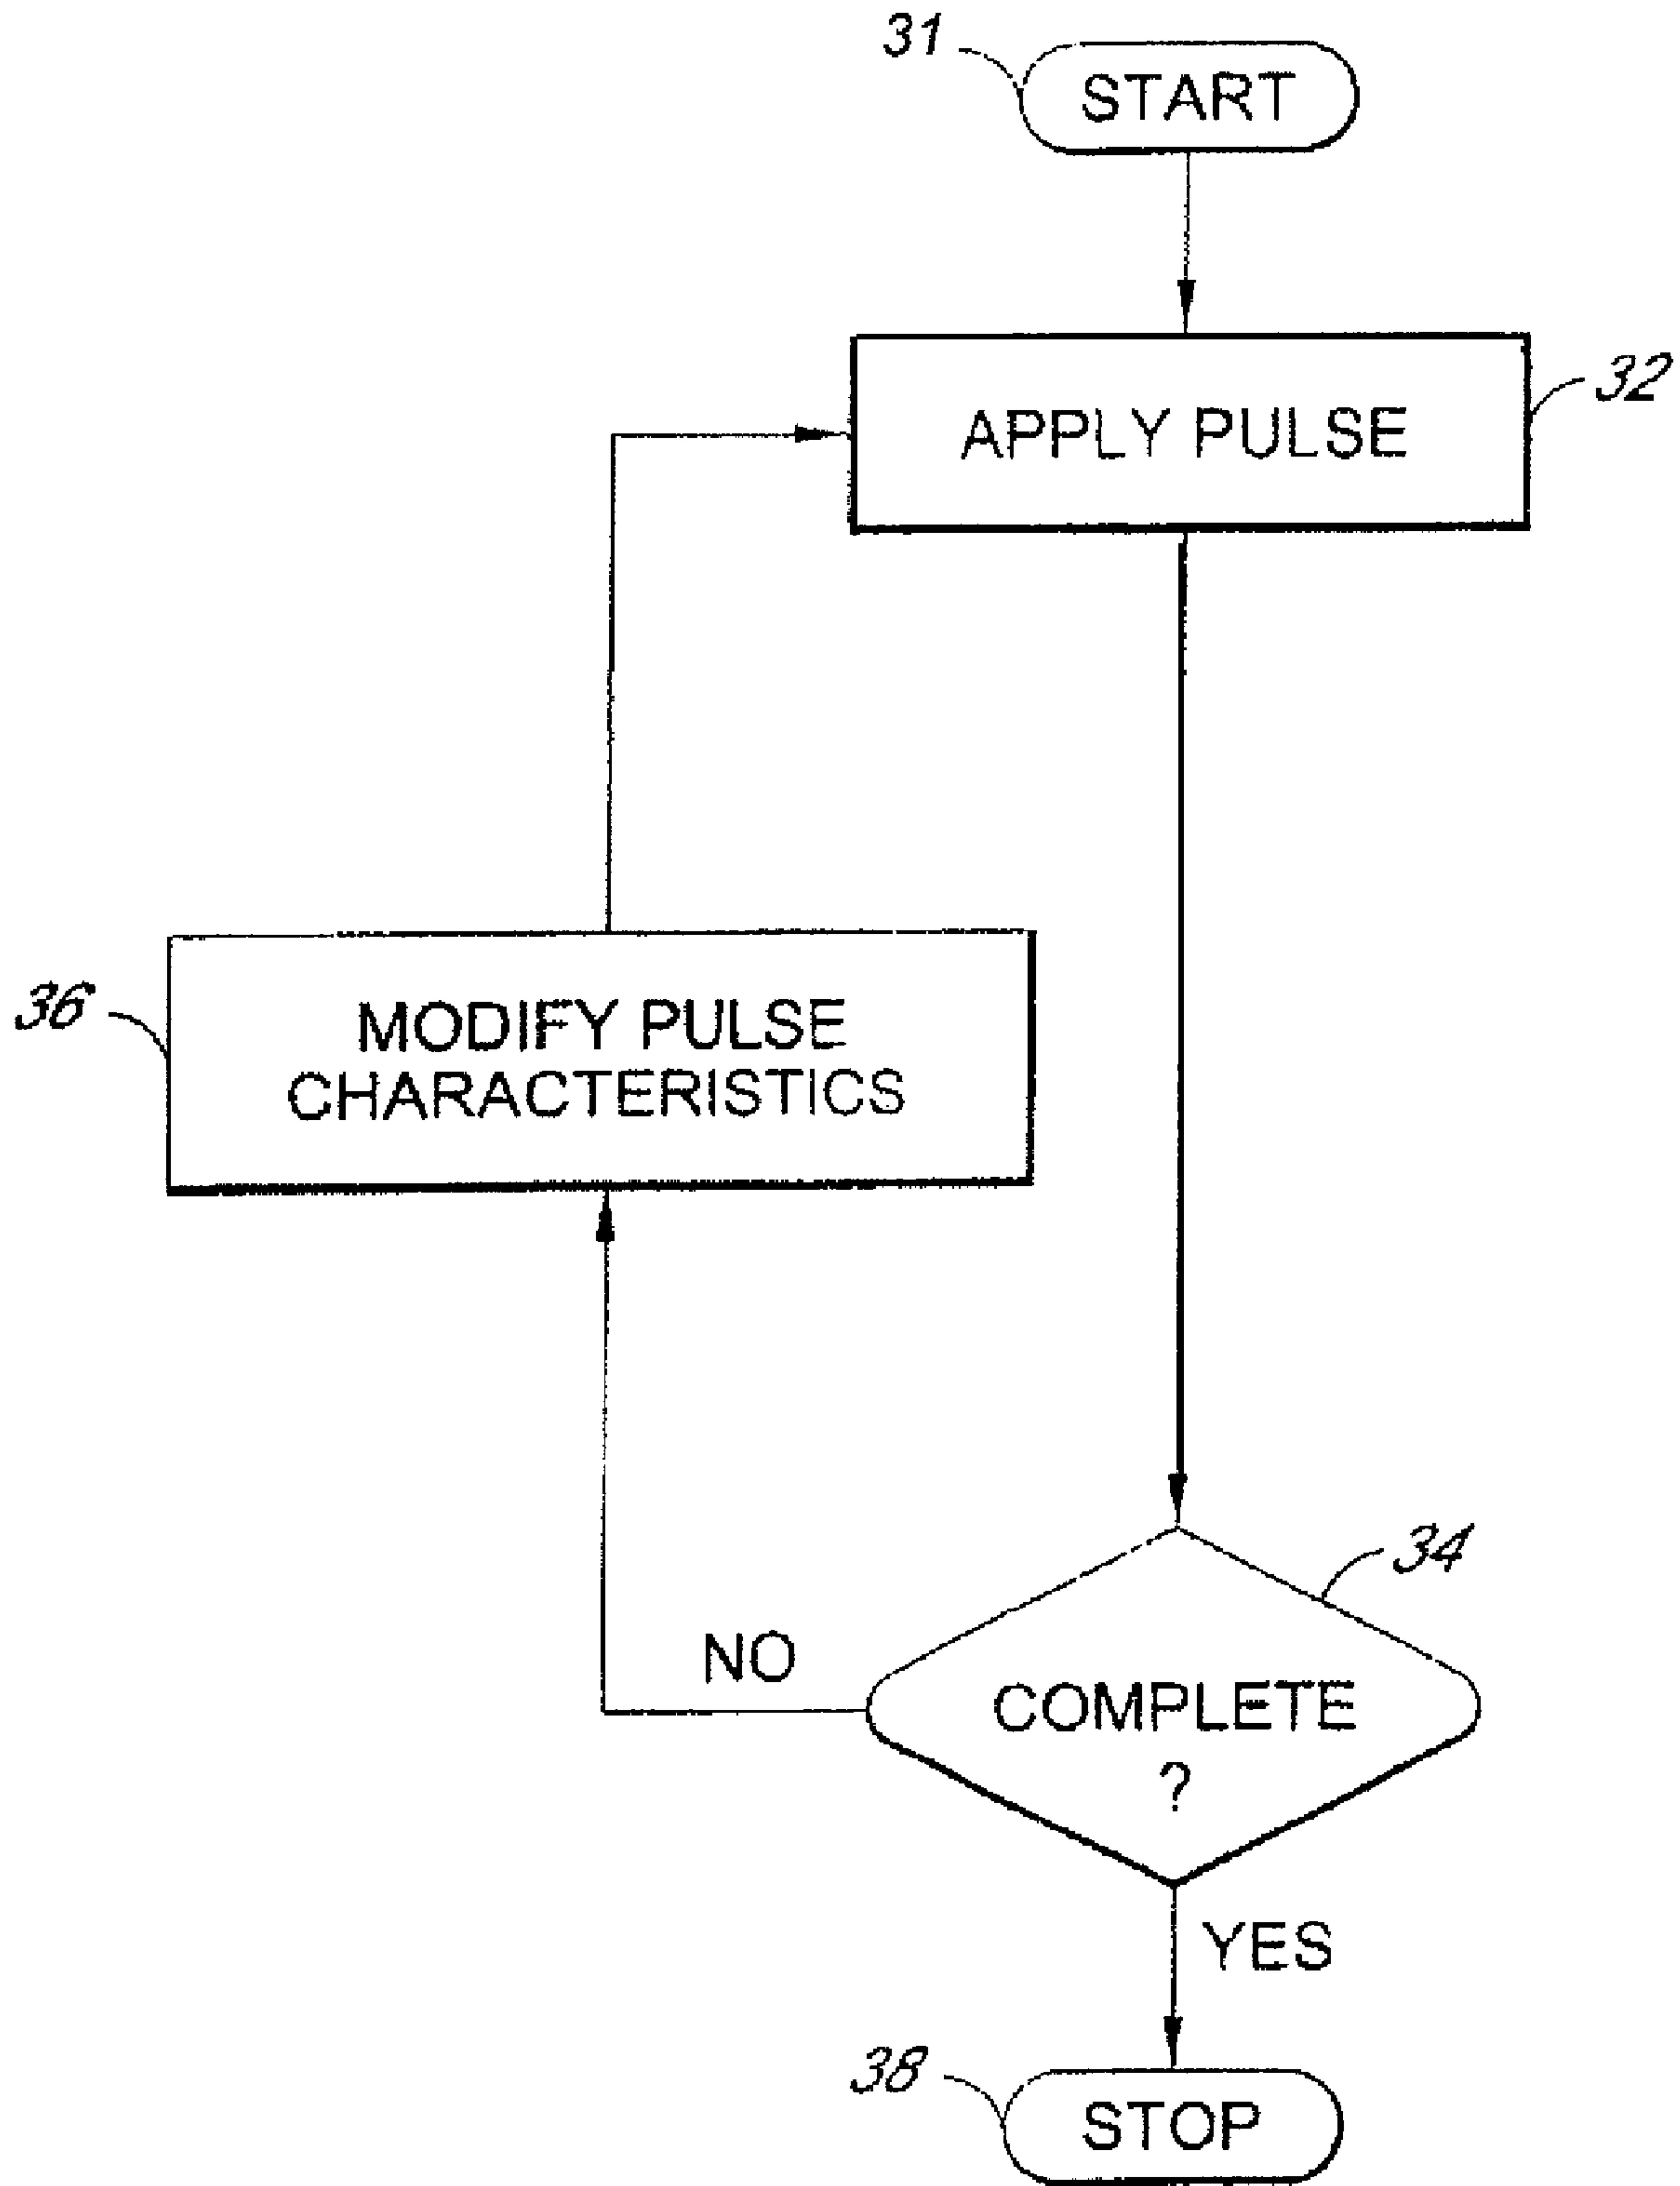 31
START
32
APPLY PULSE
36
MODIFY PULSE
CHARACTERISTICS
34
NO
COMPLETE
?
YES
38
STOP